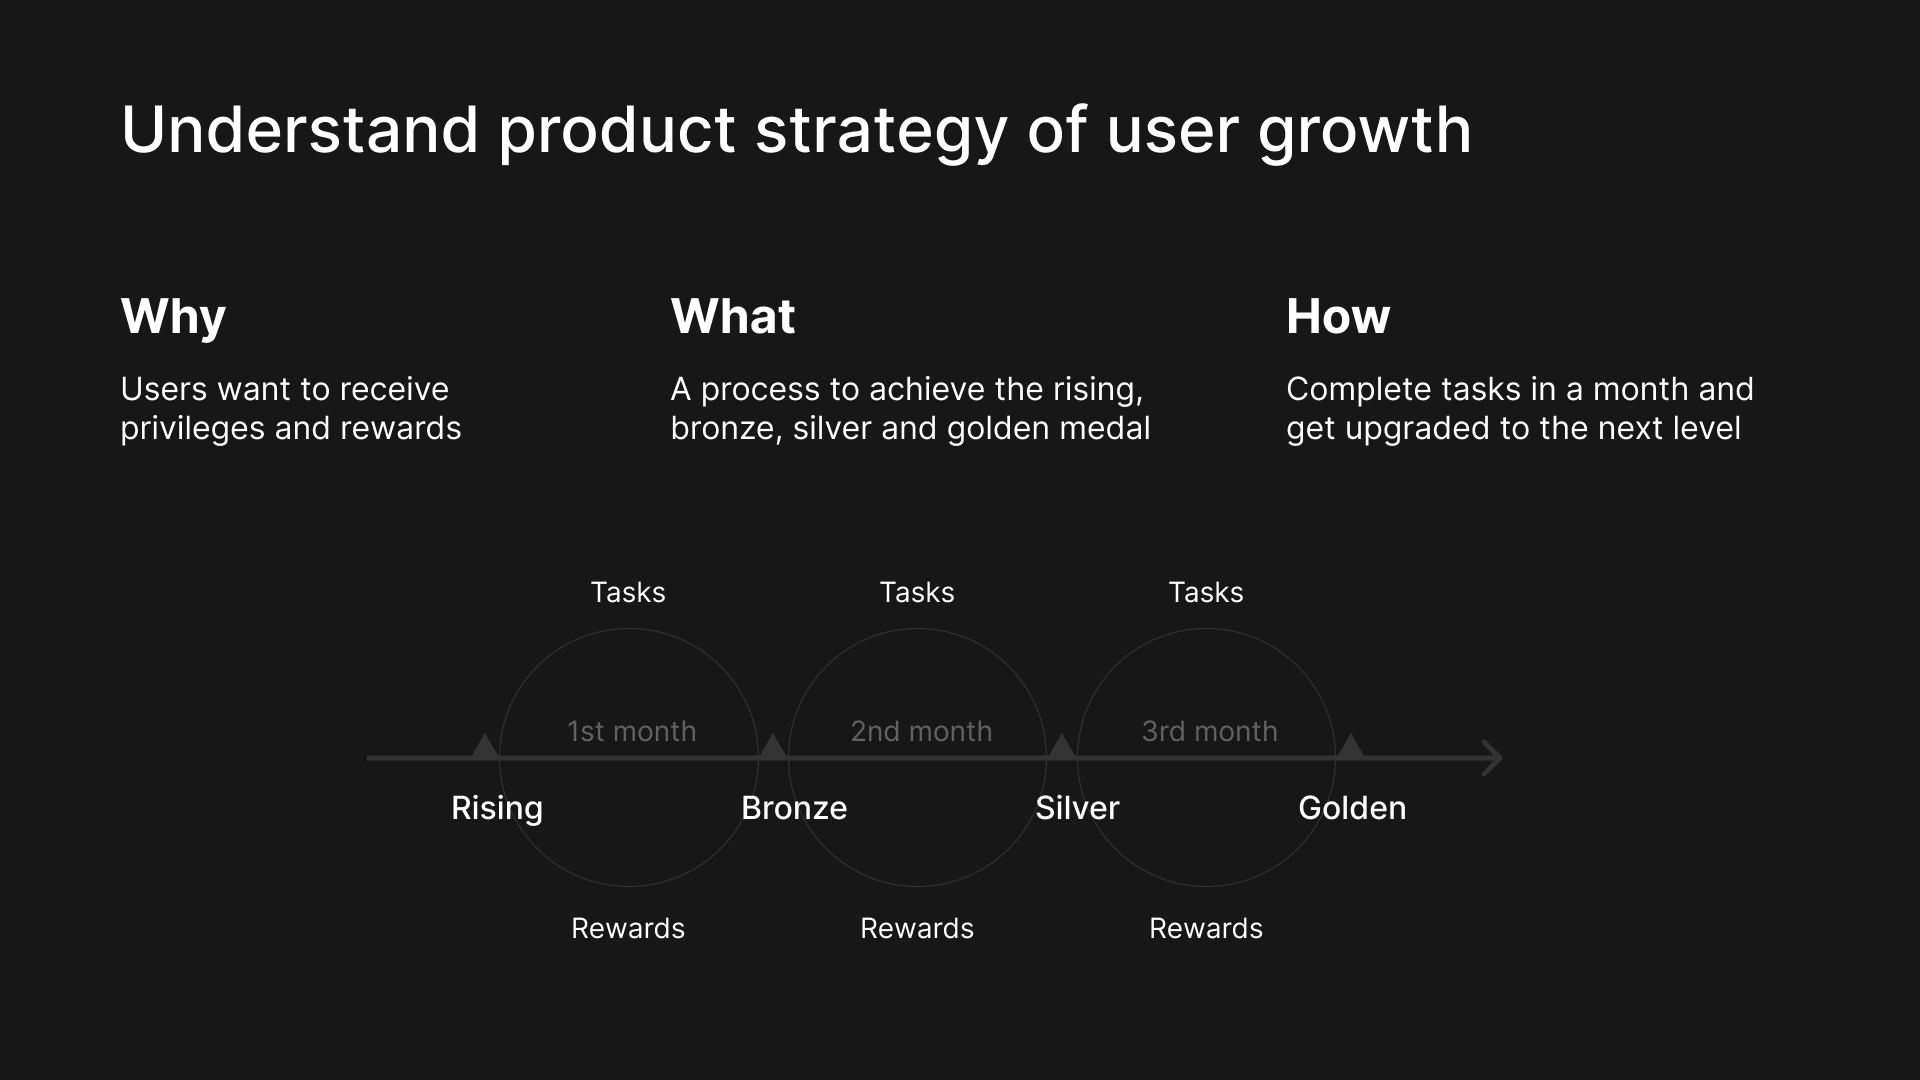 Understand product strategy of user growth
Why
Users want to receive
privileges and rewards
What
A process to achieve the rising,
bronze, silver and golden medal
How
Complete tasks in a month and
get upgraded to the next level
Tasks
Tasks
Tasks
1st month
2nd month
3rd month
Rising
Bronze
Silver
Golden
Rewards
Rewards
Rewards